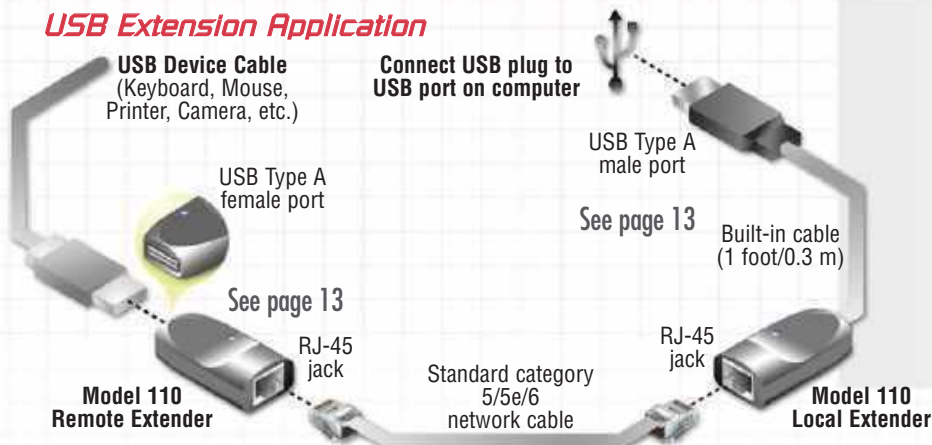 USB Extension Application
USB Device Cable
(Keyboard, Mouse,
Printer, Camera, etc.)
Connect USB plug to
USB port on computer
USB Type A
female port
USB Type A
male port
See page 13
Built-in cable
(1 foot/0.3 m)
See page 13
RJ-45
jack
RJ-45
jack
Standard category
5/5e/6
network cable
Model 110
Remote Extender
Model 110
Local Extender